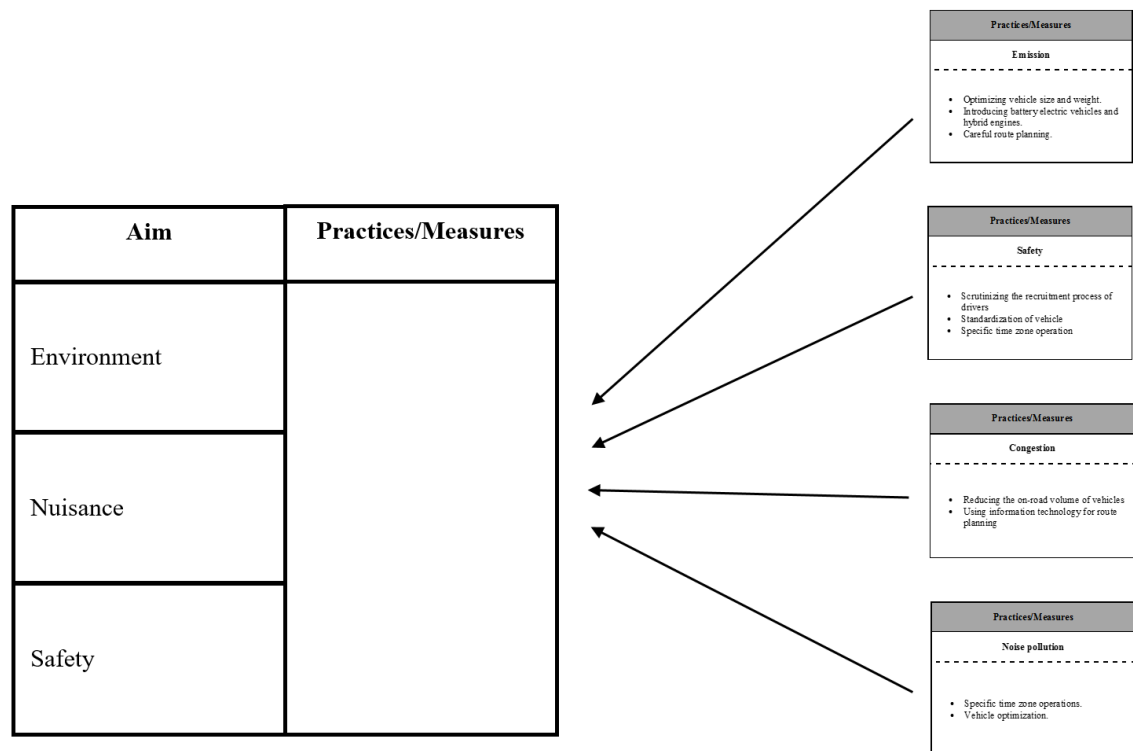 Aim
Practices/Measures
Environment
Nuisance
Safety
Practices/Measures
Emission
• Optimizing vehicle size and weight.
• Introducing battery electric vehicles and
hybrid engines.
• Careful route planning.
Practices/Measures
Safety
• Scrutinizing the recruitment process of
drivers
• Standardization of vehicle
• Specific time zone operation
Practices/Measures
Congestion
• Reducing the on-road volume of vehicles
• Using information technology for route
planning
Practices/Measures
Noise pollution
• Specific time zone operations.
• Vehicle optimization.